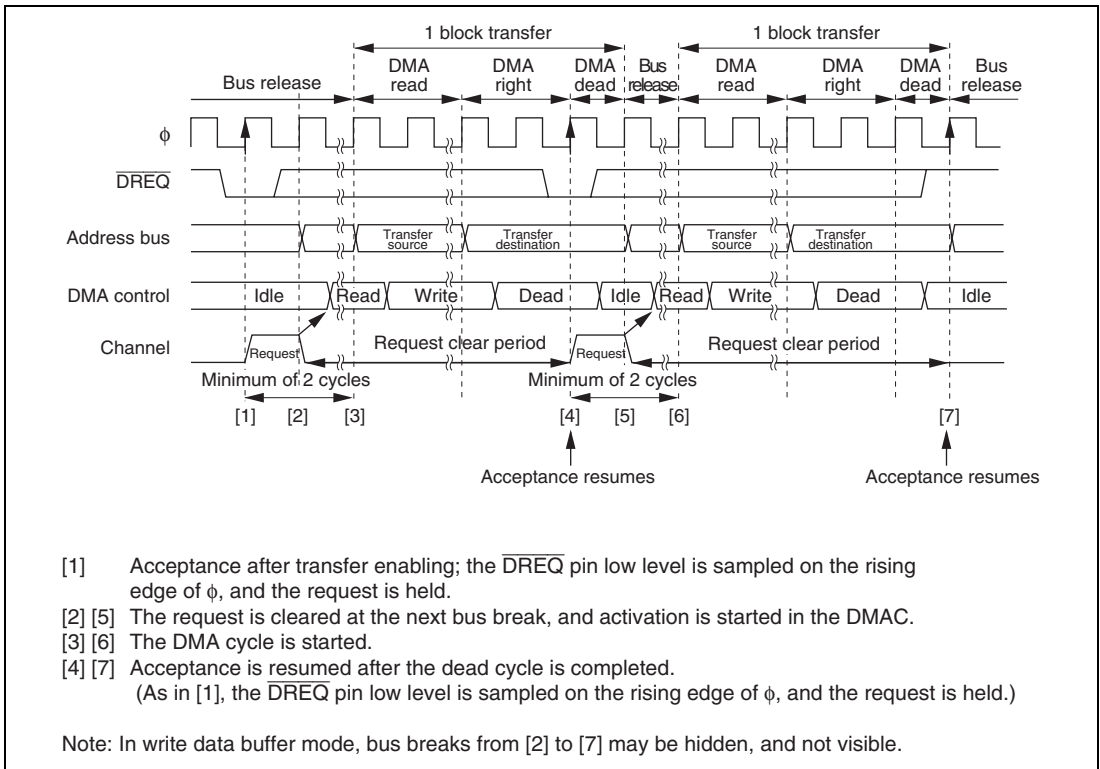 1 block transfer 1 block transfer
Bus release DMA read DMA right DMA dead Bus release DMA read DMA right DMA dead Bus release
ϕ
DREQ
Address bus Transfer source Transfer destination Transfer source Transfer destination
DMA control Idle Read Write Dead Idle Read Write Dead Idle
Channel Request Request clear period Request Request clear period
Minimum of 2 cycles Minimum of 2 cycles
[1] [2] [3] [4] [5] [6] [7]
Acceptance resumes Acceptance resumes
[1] Acceptance after transfer enabling; the DREQ pin low level is sampled on the rising
edge of ϕ, and the request is held.
[2] [5] The request is cleared at the next bus break, and activation is started in the DMAC.
[3] [6] The DMA cycle is started.
[4] [7] Acceptance is resumed after the dead cycle is completed.
(As in [1], the DREQ pin low level is sampled on the rising edge of ϕ, and the request is held.)
Note: In write data buffer mode, bus breaks from [2] to [7] may be hidden, and not visible.